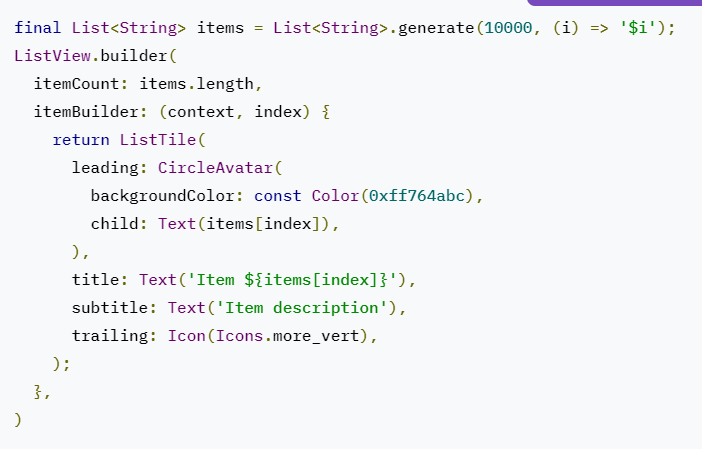 final List<String> items = List<String>.generate(10000, (i) => '$i');
ListView.builder(
  itemCount: items.length,
  itemBuilder: (context, index) {
    return ListTile(
      leading: CircleAvatar(
        backgroundColor: const Color(0xff764abc),
        child: Text(items[index]),
      ),
      title: Text('Item ${items[index]}'),
      subtitle: Text('Item description'),
      trailing: Icon(Icons.more_vert),
    );
  },
)